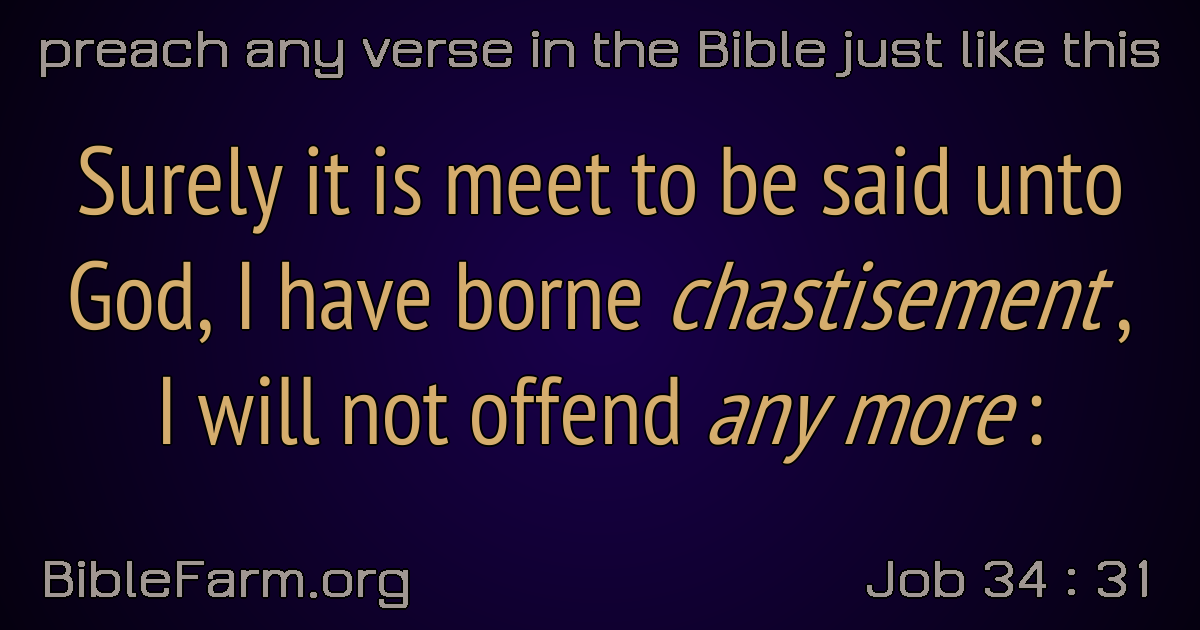 preach any verse in the Bible just like this
Surely it is meet to be said unto
God, I have borne chastisement,
I will not offend any more:
BibleFarm.org
Job 34 : 31